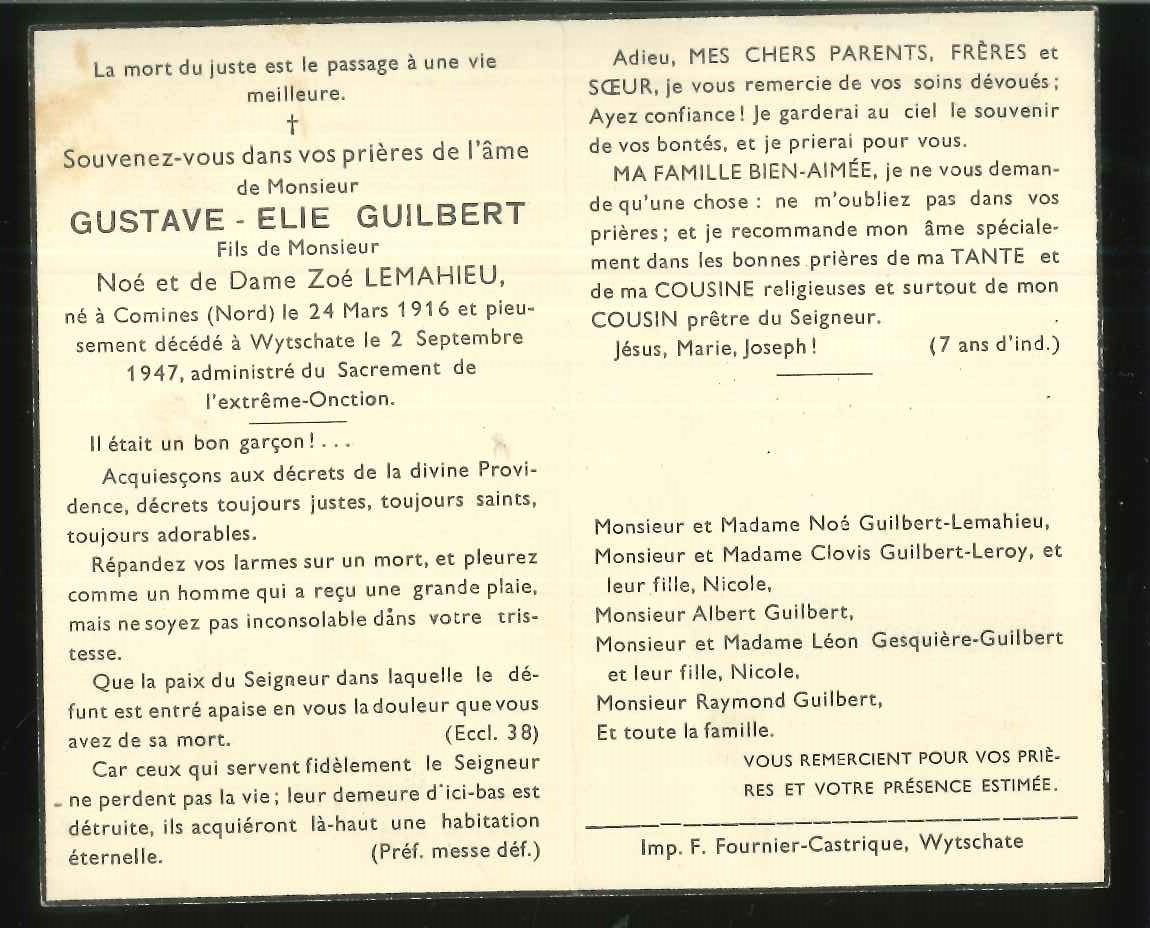 La mort du juste est le passage à une vie
meilleure.
†
Souvenez-vous dans vos prières de l'âme
de Monsieur
GUSTAVE - ELIE GUILBERT
Fils de Monsieur
Noé et de Dame Zoé LEMAHIEU,
né à Comines (Nord) le 24 Mars 1916 et pieu-
sement décédé à Wytschate le 2 Septembre
1947, administré du Sacrement de
l'extrême-Onction.
Il était un bon garçon ! . . .
Acquiesçons aux décrets de la divine Provi-
dence, décrets toujours justes, toujours saints,
toujours adorables.
Répandez vos larmes sur un mort, et pleurez
comme un homme qui a reçu une grande plaie,
mais ne soyez pas inconsolable dåns votre tris-
tesse.
Que la paix du Seigneur dans laquelle le dé-
funt est entré apaise en vous la douleur que vous
avez de sa mort. (Eccl. 38)
Car ceux qui servent fidèlement le Seigneur
ne perdent pas la vie ; leur demeure d'ici-bas est
détruite, ils acquiéront là-haut une habitation
éternelle. (Préf. messe déf.)
Adieu, MES CHERS PARENTS, FRÈRES et
SŒUR, je vous remercie de vos soins dévoués ;
Ayez confiance ! Je garderai au ciel le souvenir
de vos bontés, et je prierai pour vous.
MA FAMILLE BIEN-AIMÉE, je ne vous deman-
de qu'une chose : ne m'oubliez pas dans vos
prières ; et je recommande mon âme spéciale-
ment dans les bonnes prières de ma TANTE et
de ma COUSINE religieuses et surtout de mon
COUSIN prêtre du Seigneur.
Jésus, Marie, Joseph ! (7 ans d'ind.)
Monsieur et Madame Noé Guilbert-Lemahieu,
Monsieur et Madame Clovis Guilbert-Leroy, et
leur fille, Nicole,
Monsieur Albert Guilbert,
Monsieur et Madame Léon Gesquière-Guilbert
et leur fille, Nicole,
Monsieur Raymond Guilbert,
Et toute la famille.
VOUS REMERCIENT POUR VOS PRIÈ-
RES ET VOTRE PRÉSENCE ESTIMÉE.
Imp. F. Fournier-Castrique, Wytschate